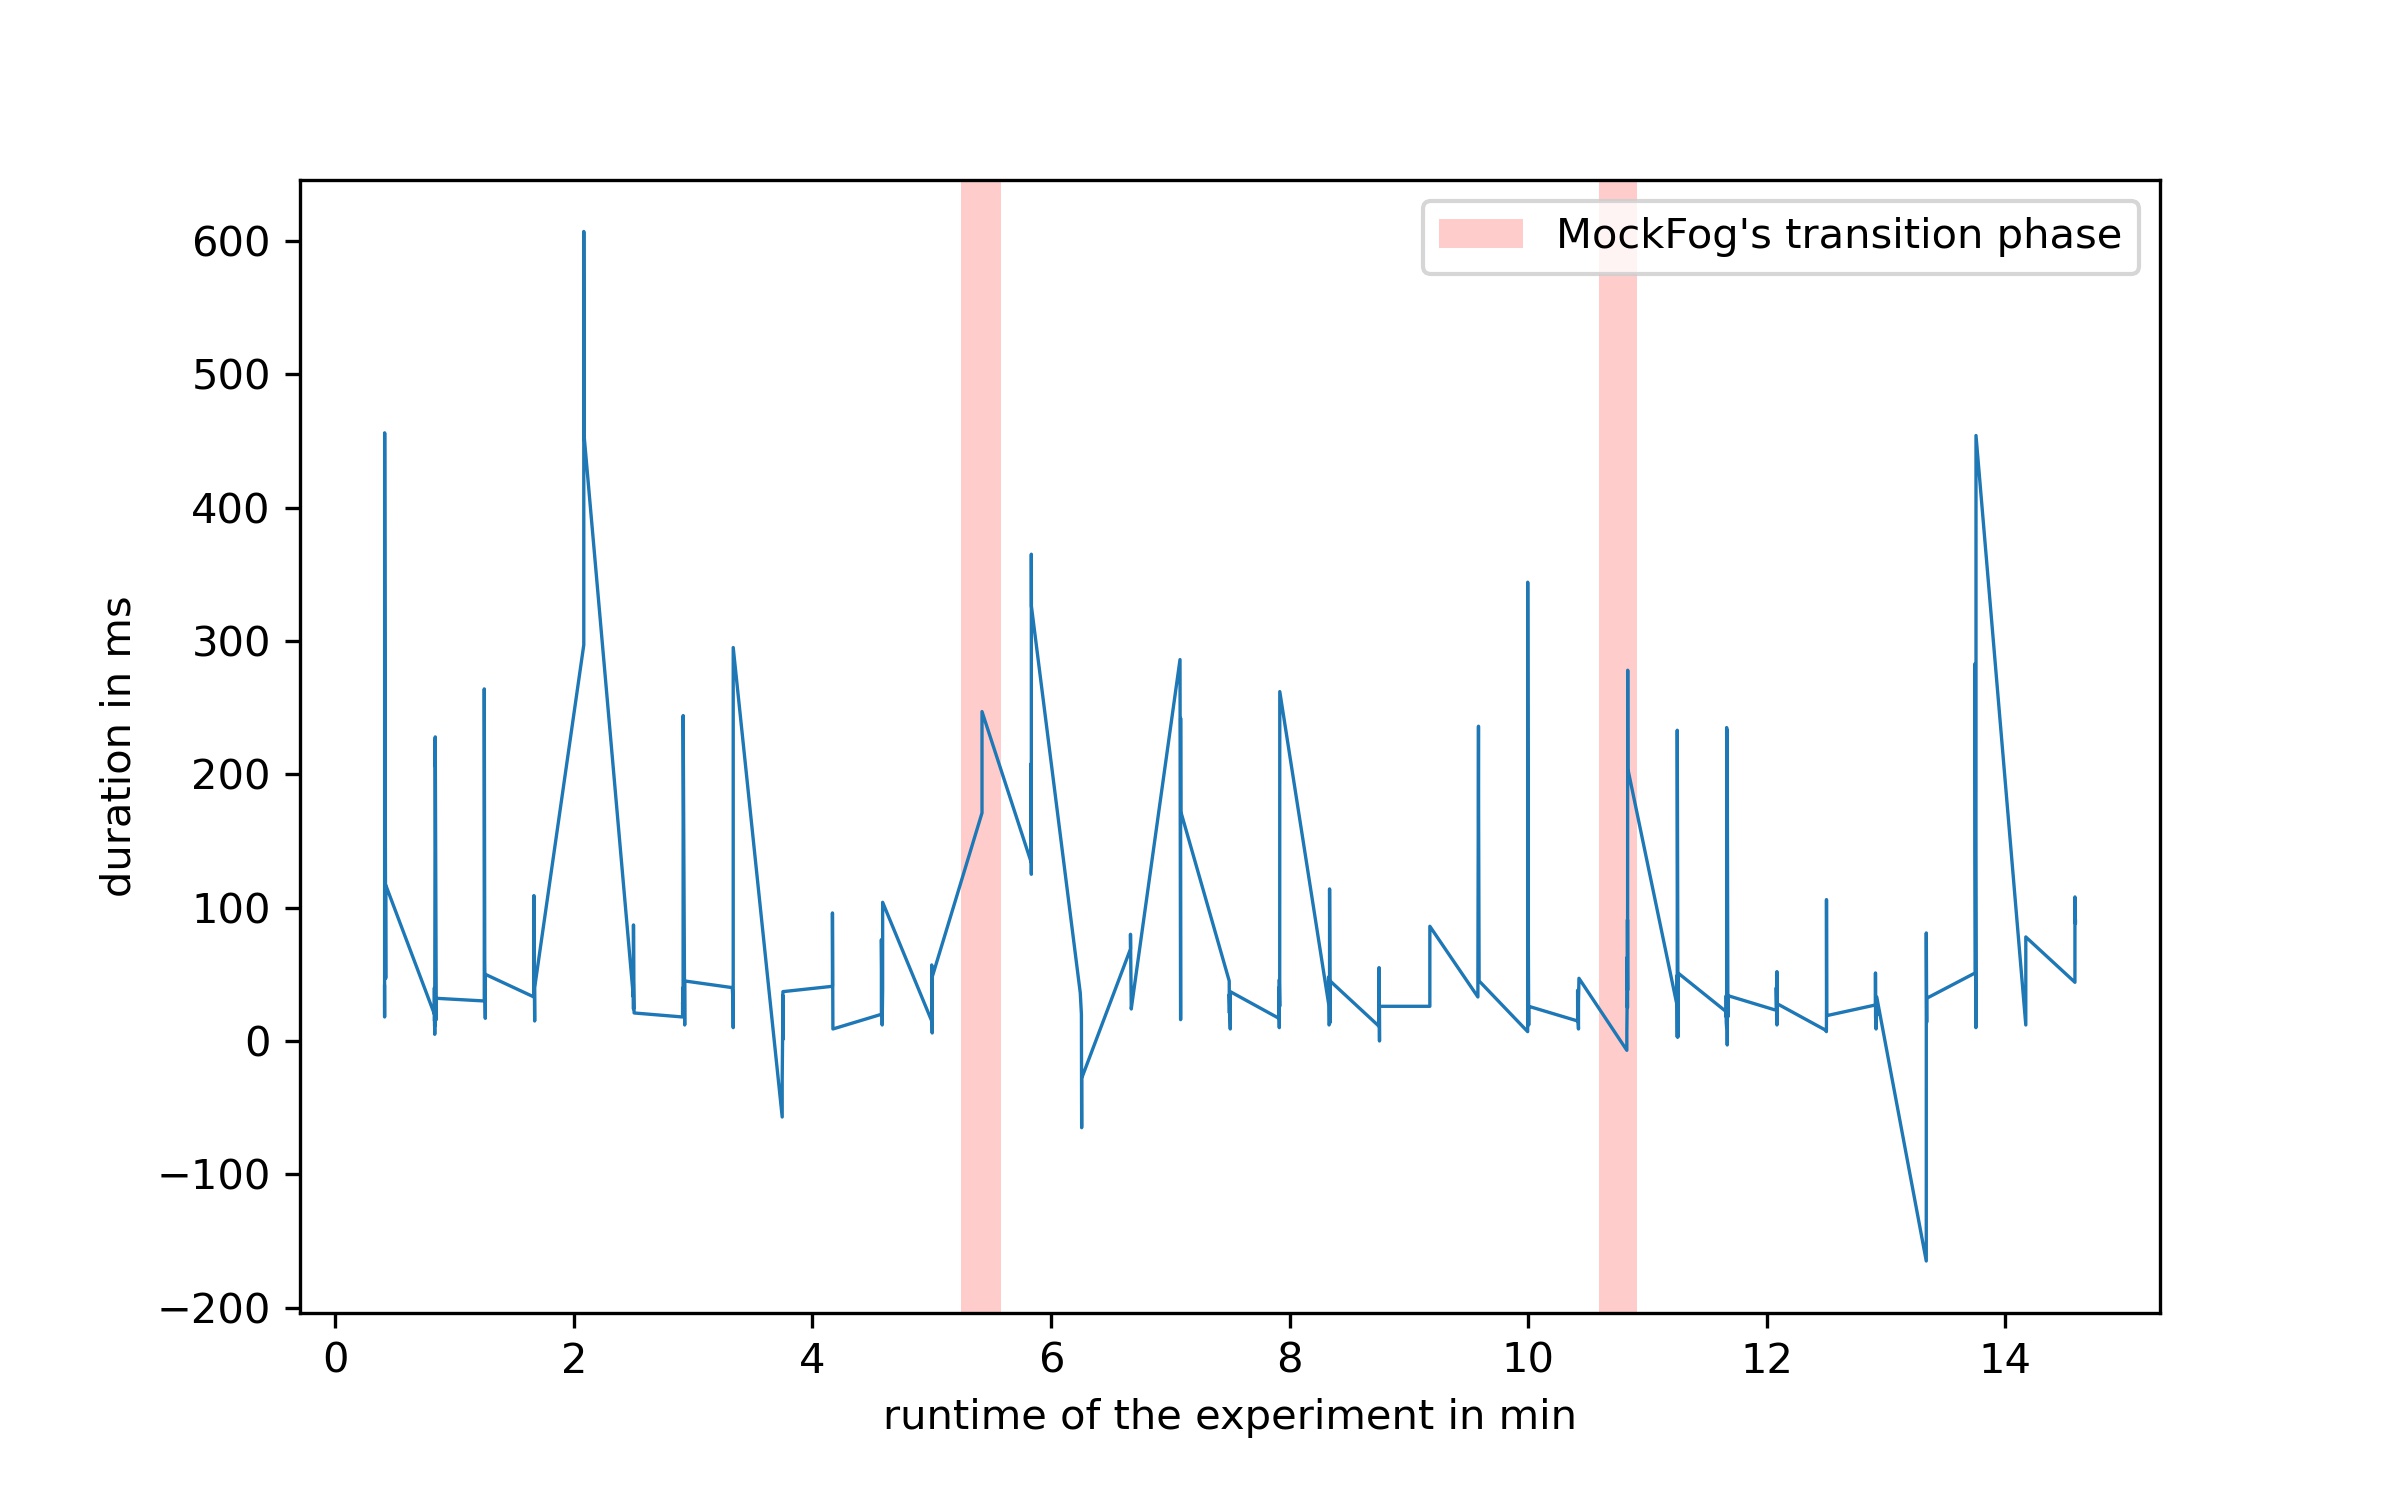 MockFog's transition phase
600
500
400
300
200
100
0
−100
−200
duration in ms
0 2 4 6 8 10 12 14
runtime of the experiment in min